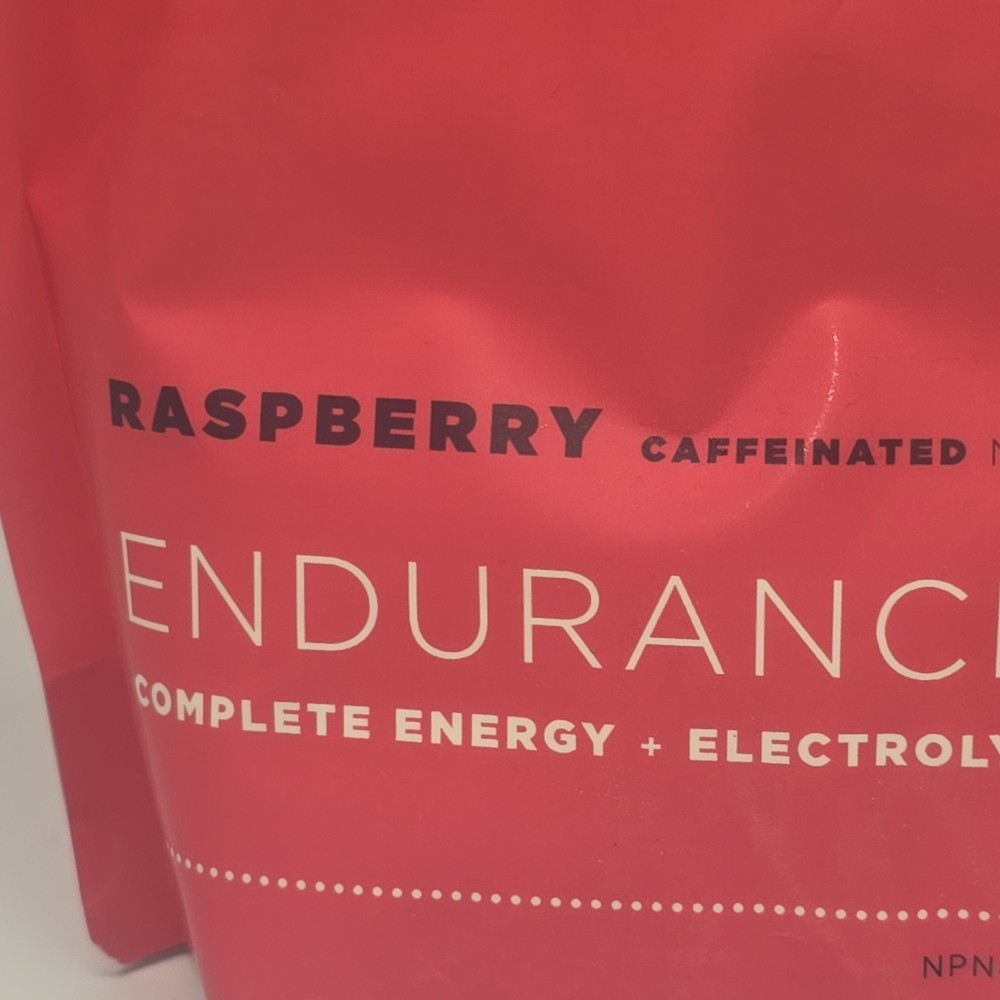 RASPBERRY CAFFEINATED
ENDURANC
COMPLETE ENERGY + ELECTROLY
NPN